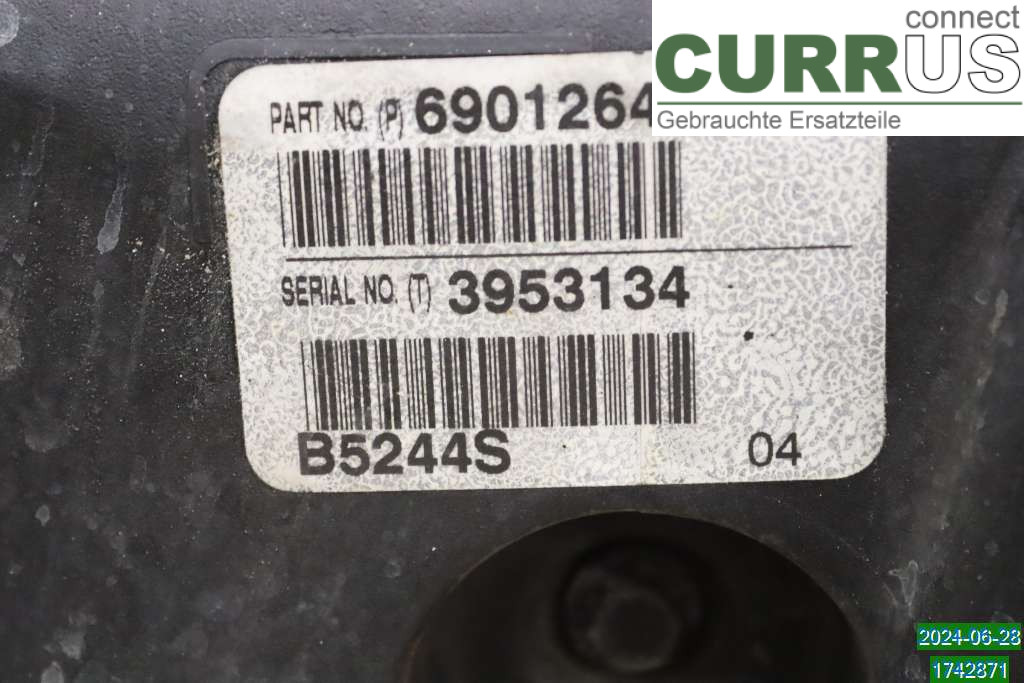 connect
CURRUS
Gebrauchte Ersatzteile
PART NO. (P) 6901264
SERIAL NO. (T) 3953134
B5244S 04
2024-06-28
1742871